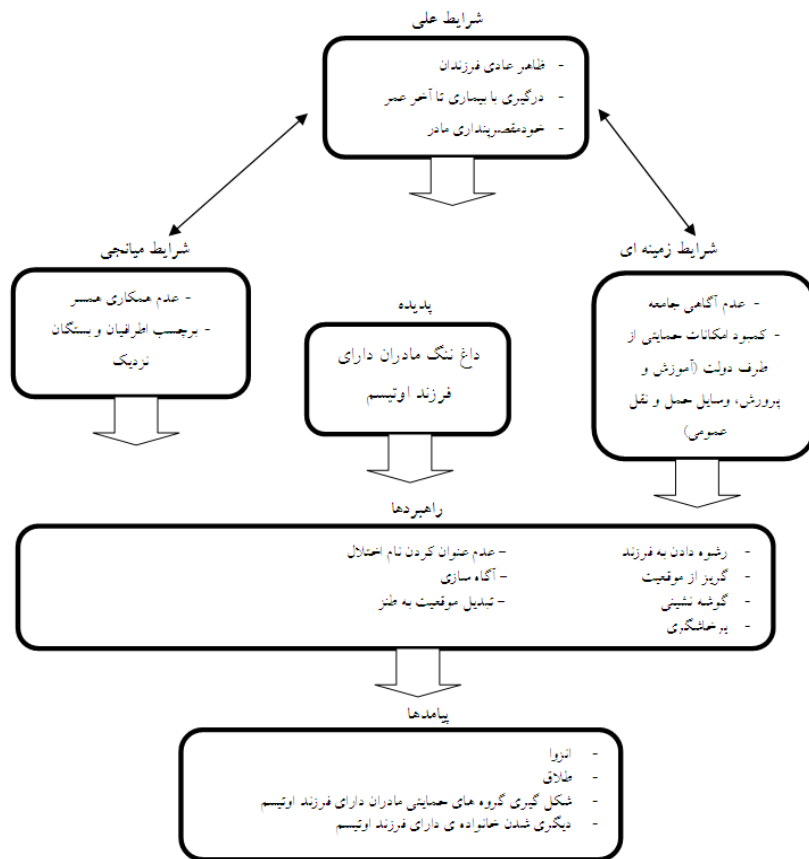 شرایط علی
- ظاهر عادی فرزندان
- درگیری با بیماری تا آخر عمر
- خودمقصرپنداری مادر
شرایط زمینه ای
- عدم آگاهی جامعه
- کمبود امکانات حمایتی از
طرف دولت (آموزش و
پرورش، وسایل حمل و نقل
عمومی)
پدیده
داغ ننگ مادران دارای
فرزند اوتیسم
شرایط میانجی
- عدم همکاری همسر
- برچسب اطرافیان و بستگان
نزدیک
راهبردها
- رشوه دادن به فرزند
- گریز از موقعیت
- گوشه نشینی
- پرخاشگری
- عدم عنوان کردن نام اختلال
- آگاه سازی
- تبدیل موقعیت به طنز
پیامدها
- انزوا
- طلاق
- شکل گیری گروه های حمایتی مادران دارای فرزند اوتیسم
- دیگری شدن خانواده ی دارای فرزند اوتیسم